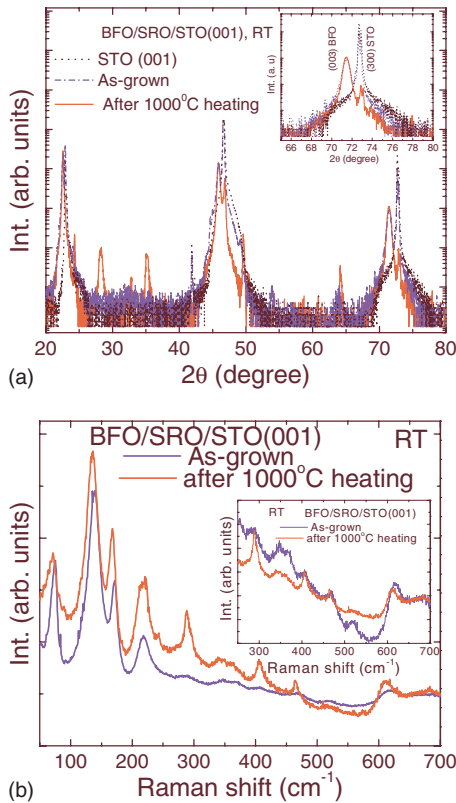 BFO/SRO/STO(001), RT
STO (001)
As-grown
After 1000°C heating
Int. (arb. units)
Int. (a. u)
(003) BFO
(300) STO
66 68 70 72 74 76 78 80
2θ (degree)
20 30 40 50 60 70 80
2θ (degree)
(a)
BFO/SRO/STO(001) RT
As-grown
after 1000°C heating
Int. (arb. units)
RT BFO/SRO/STO(001)
As-grown
after 1000°C heating
Int. (arb. units)
300 400 500 600 700
Raman shift (cm-1)
100 200 300 400 500 600 700
Raman shift (cm-1)
(b)